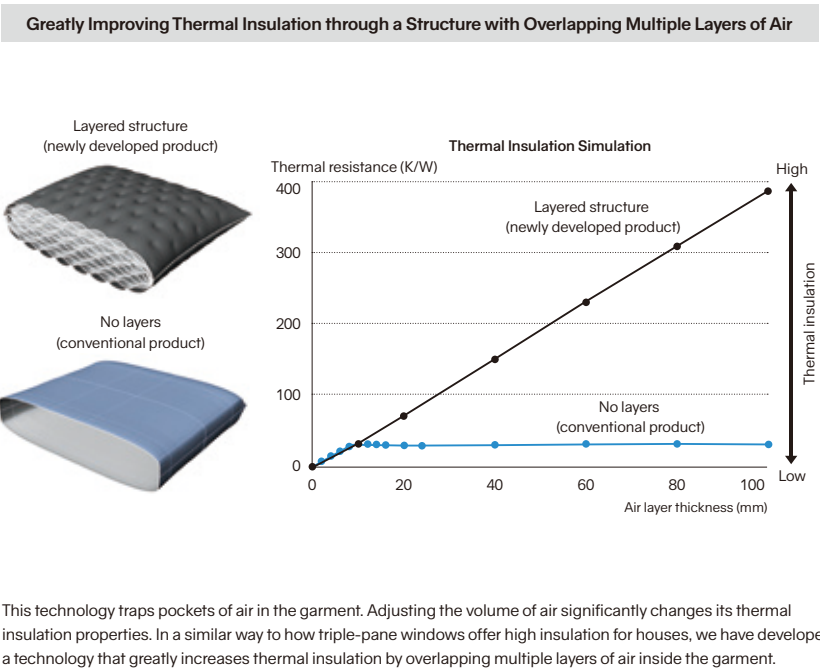 Greatly Improving Thermal Insulation through a Structure with Overlapping Multiple Layers of Air
Layered structure
(newly developed product)
No layers
(conventional product)
Thermal Insulation Simulation
Thermal resistance (K/W)
High
400
300
200
100
0
Layered structure
(newly developed product)
No layers
(conventional product)
Thermal insulation
Low
0 20 40 60 80 100
Air layer thickness (mm)
This technology traps pockets of air in the garment. Adjusting the volume of air significantly changes its thermal
insulation properties. In a similar way to how triple-pane windows offer high insulation for houses, we have develope
a technology that greatly increases thermal insulation by overlapping multiple layers of air inside the garment.